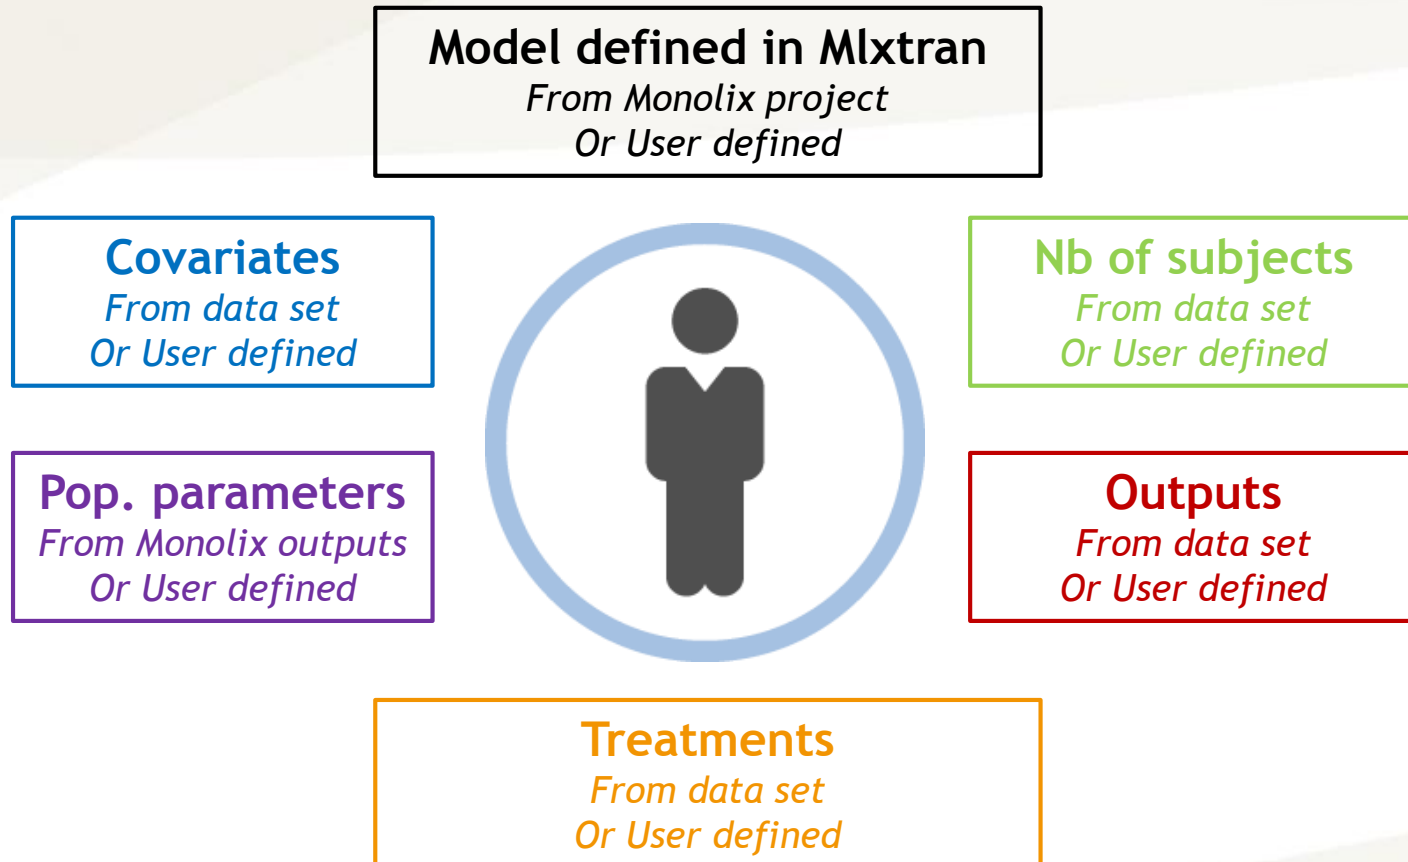 Model defined in Mlxtran
From Monolix project
Or User defined
Covariates
From data set
Or User defined
Nb of subjects
From data set
Or User defined
Pop. parameters
From Monolix outputs
Or User defined
Outputs
From data set
Or User defined
Treatments
From data set
Or User defined